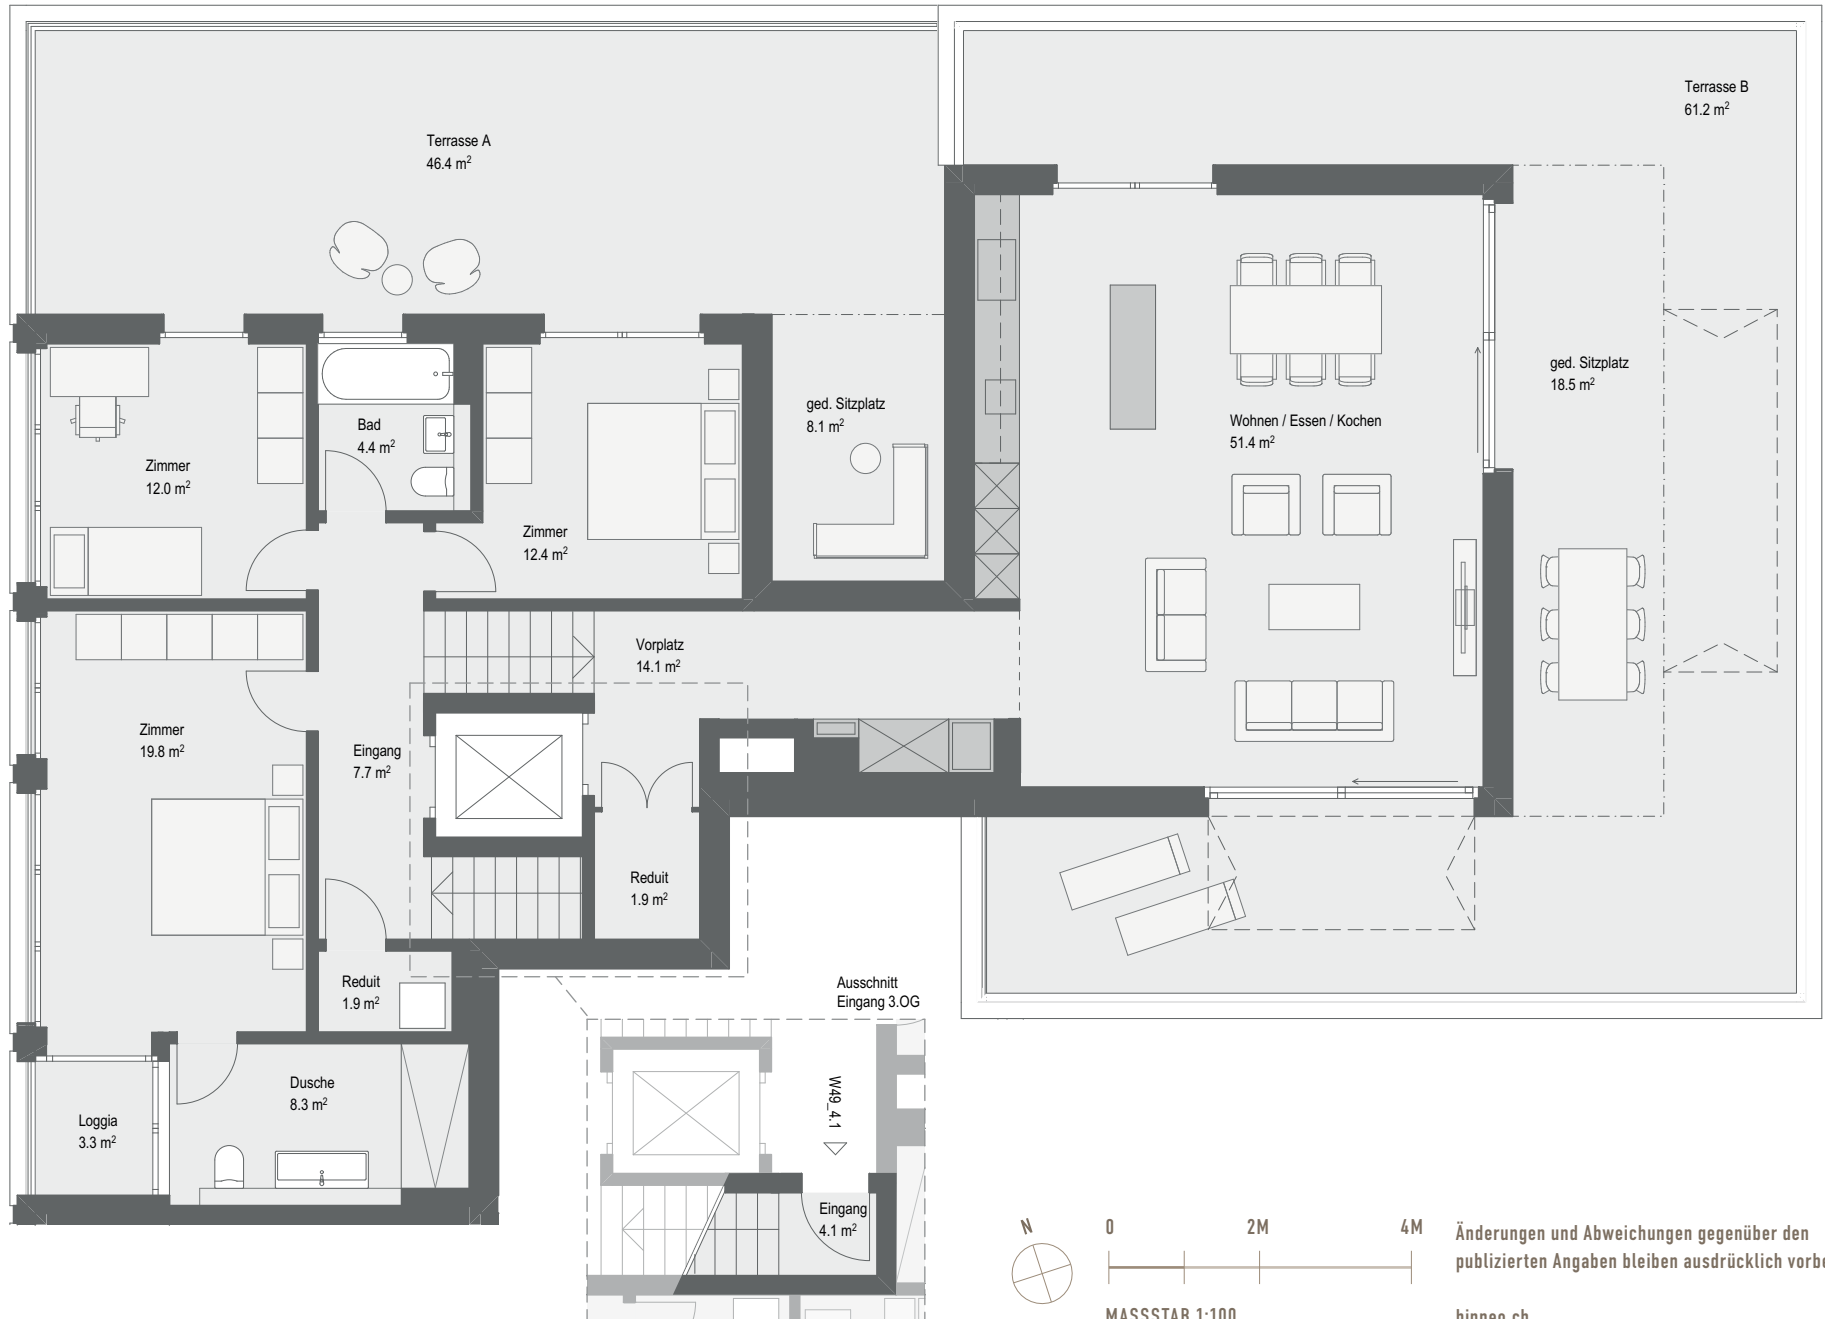 Terrasse A
46.4 m²
Terrasse B
61.2 m²
ged. Sitzplatz
18.5 m²
ged. Sitzplatz
8.1 m²
Wohnen / Essen / Kochen
51.4 m²
Bad
4.4 m²
Zimmer
12.0 m²
Zimmer
12.4 m²
Vorplatz
14.1 m²
Zimmer
19.8 m²
Eingang
7.7 m²
Reduit
1.9 m²
Reduit
1.9 m²
Ausschnitt
Eingang 3.OG
Dusche
8.3 m²
Loggia
3.3 m²
W49_4.1
Eingang
4.1 m²
N
0 2M 4M
MASSSTAB 1:100
Änderungen und Abweichungen gegenüber den
publizierten Angaben bleiben ausdrücklich